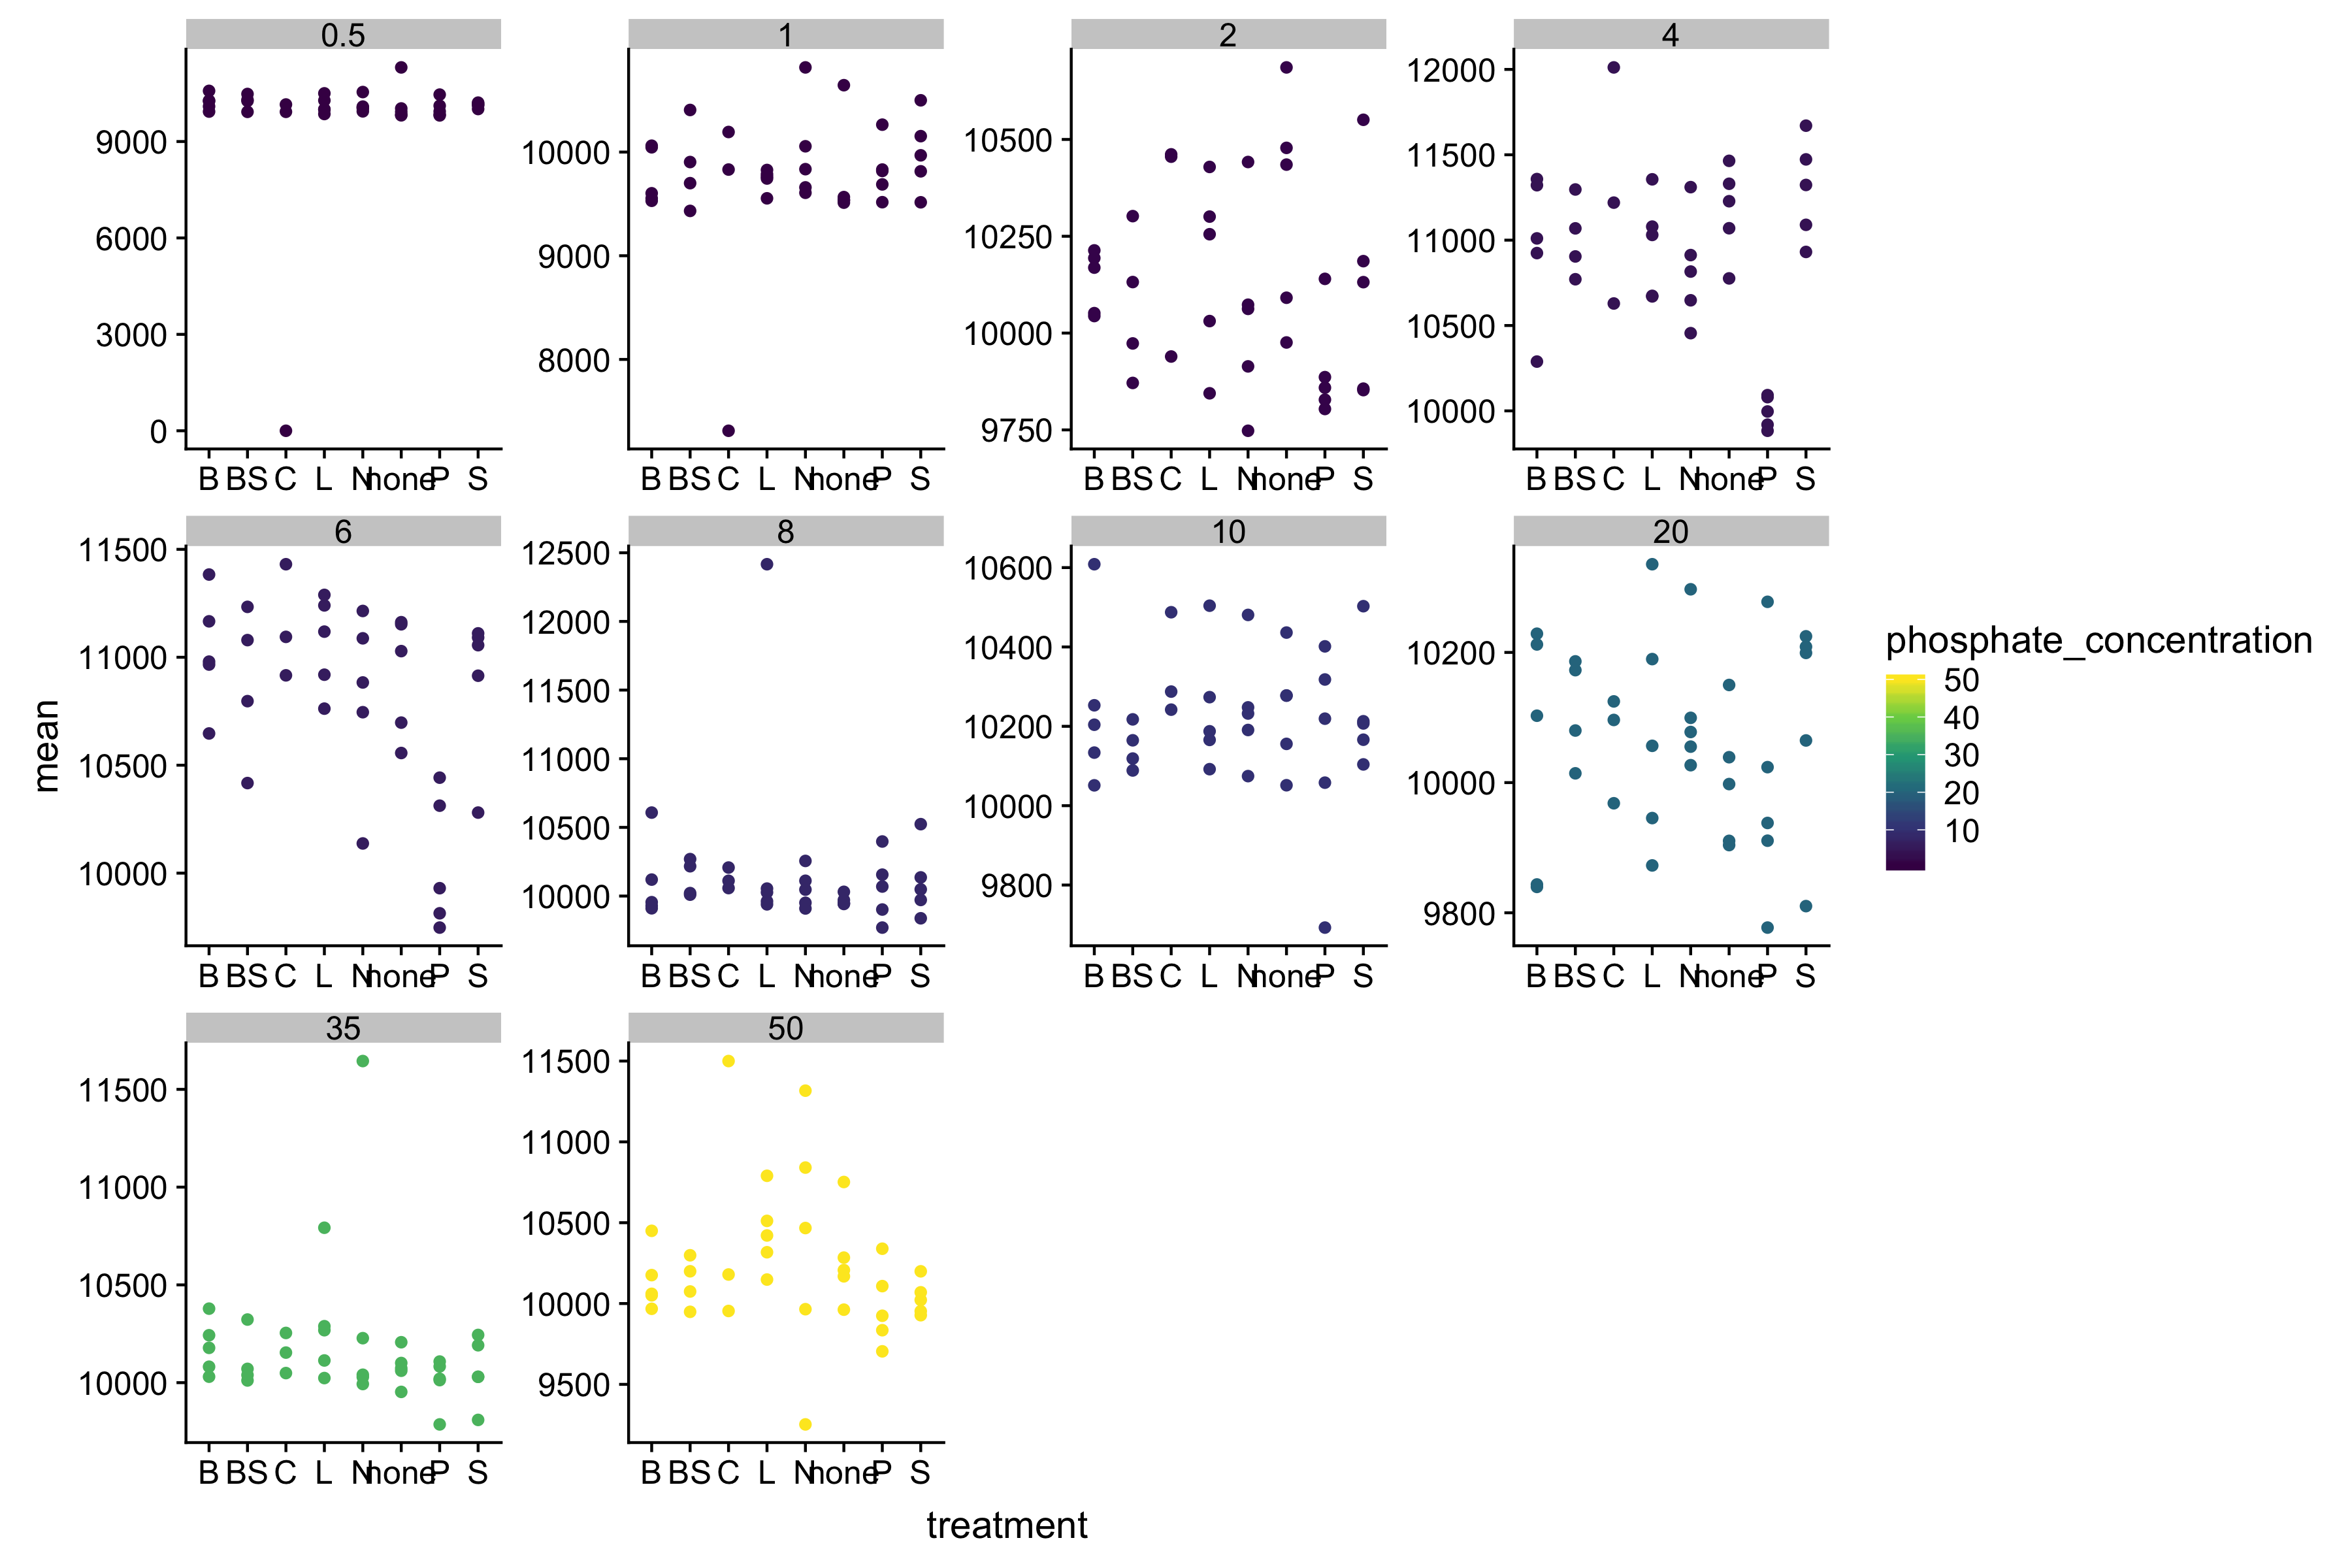 0.5 1 2 4
9000 6000 3000 0
10000 9000 8000
10500 10250 10000 9750
12000 11500 11000 10500 10000
B BS C L N none P S B BS C L N none P S B BS C L N none P S B BS C L N none P S
6 8 10 20
11500 11000 10500 10000
12500 12000 11500 11000 10500 10000
10600 10400 10200 10000 9800
10200 10000 9800
B BS C L N none P S B BS C L N none P S B BS C L N none P S B BS C L N none P S
35 50
11500 11000 10500 10000
11500 11000 10500 10000 9500
B BS C L N none P S B BS C L N none P S
mean
treatment
phosphate_concentration
50
40
30
20
10